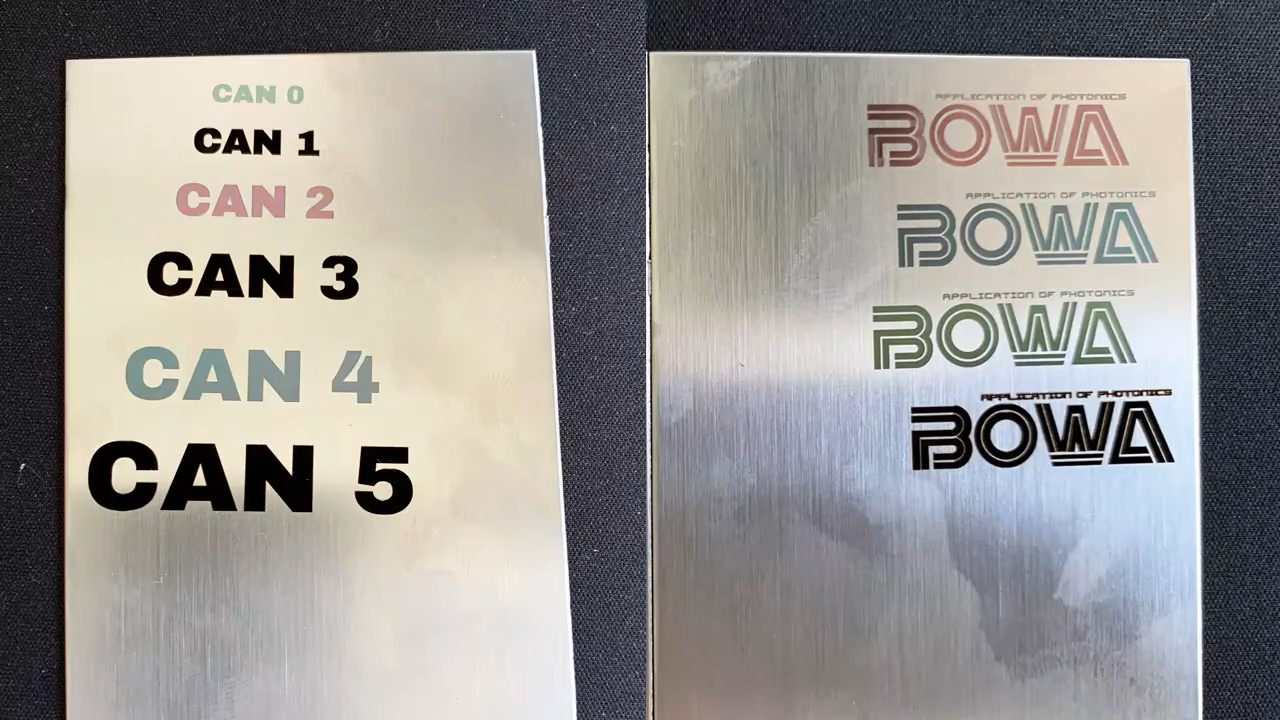 CAN 0
CAN 1
CAN 2
CAN 3
CAN 4
CAN 5
APPLICATION OF PHOTONICS
BOWA
APPLICATION OF PHOTONICS
BOWA
APPLICATION OF PHOTONICS
BOWA
APPLICATION OF PHOTONICS
BOWA